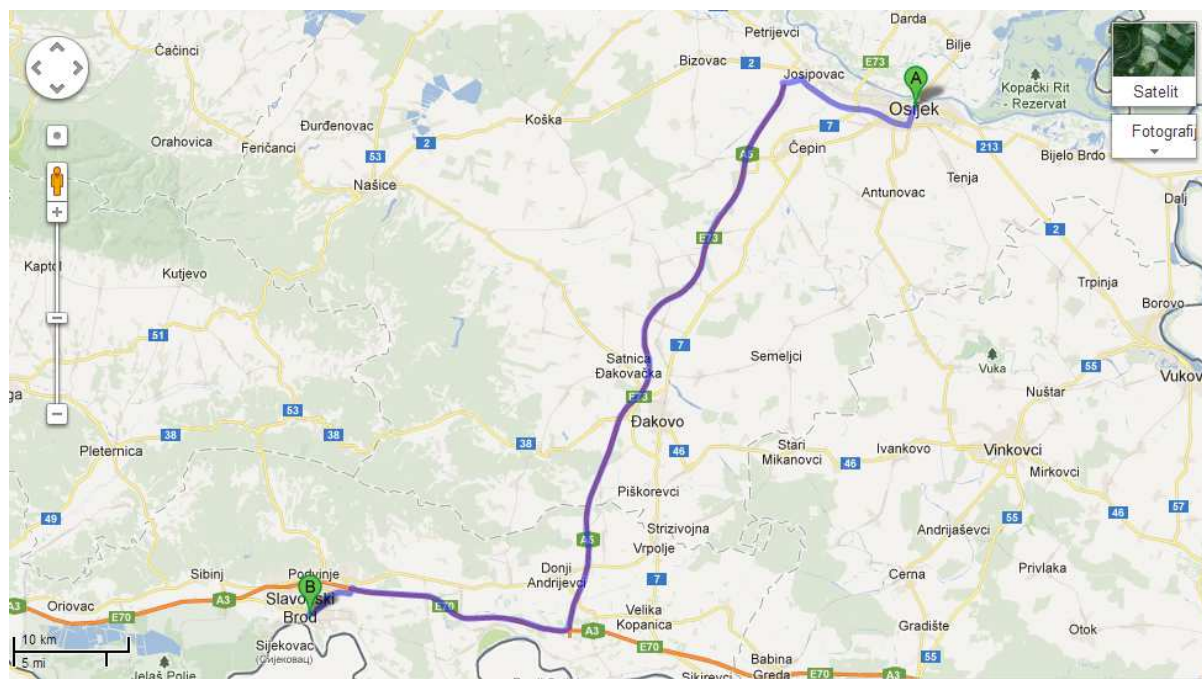 Čačinci
Orahovica
Feričanci
Đurđenovac
Koška
Našice
53
2
Bizovac
2
Petrijevci
Josipovac
E73
Darda
Bilje
A
Osijek
Kopački Rit
- Rezervat
Satelit
Fotografij
7
Čepin
A5
213
Bijelo Brdo
Tenja
Antunovac
Dalj
2
E73
Kaptol
Kutjevo
Trpinja
Borovo
51
7
Satnica
Đakovačka
Semeljci
Vuka
55
Vukov
Nuštar
E73
Đakovo
53
38
38
Pleternica
46
Stari
Mikanovci
46
Ivankovo
Vinkovci
Mirkovci
46
57
49
Piškorevci
Strizivojna
A5
Vrpolje
55
Andrijaševci
7
Donji
Andrijevci
Cerna
Privlaka
Sibinj
Podvinje
B
Slavonski
Brod
Oriovac
A3
A3
E70
E70
Velika
Kopanica
A3
E70
Gradište
Otok
55
10 km
5 mi
Sijekovac
(Сијековац)
Jelaš Polje
Sikirevci
Babina
Greda
E70
A3